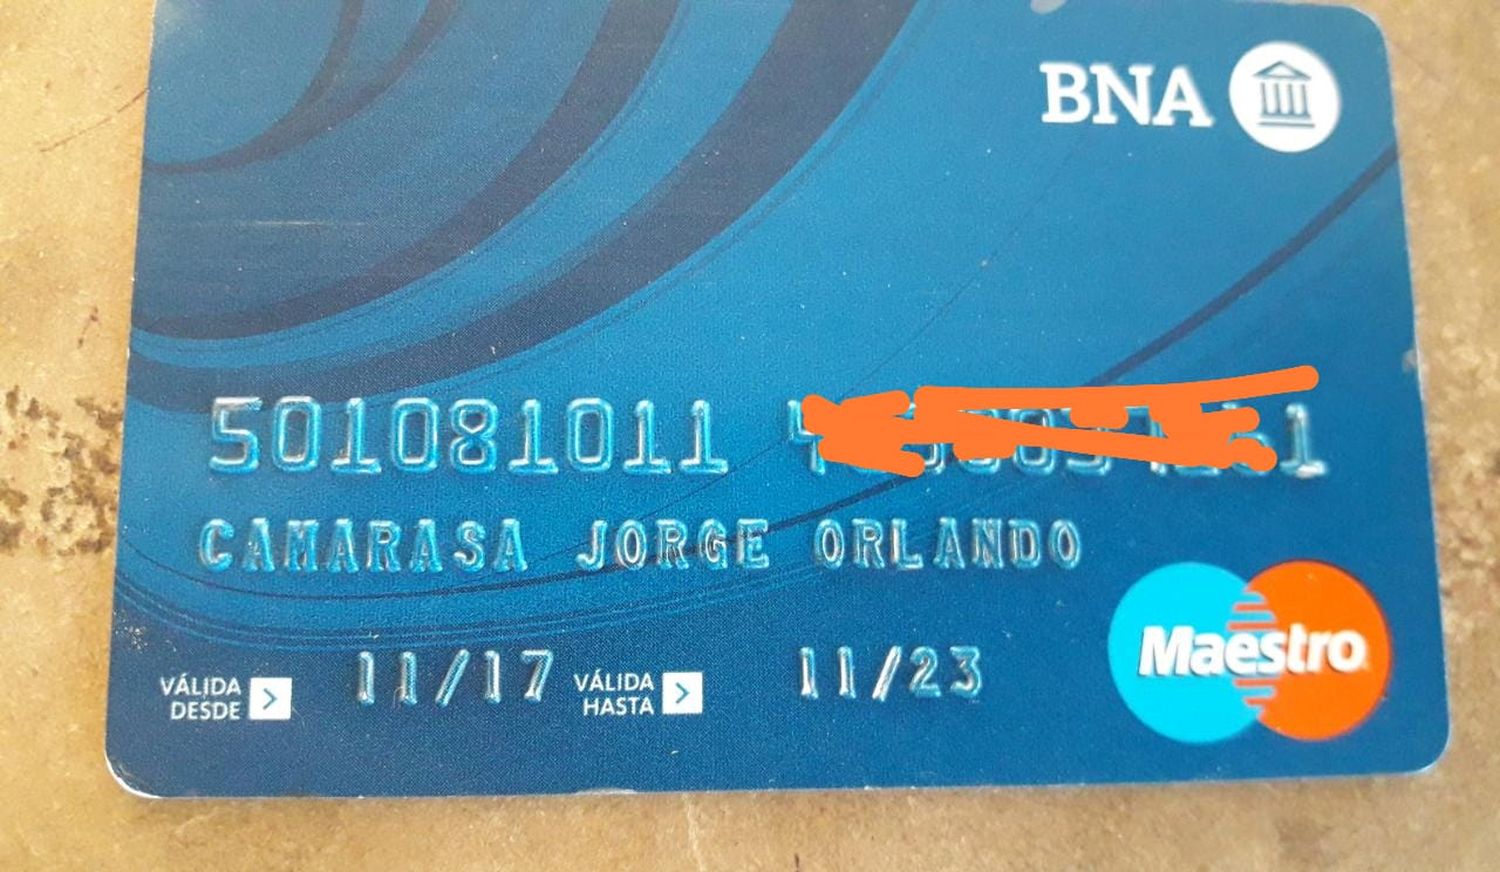 BNA
501081011
CAMARASA JORGE ORLANDO
VÁLIDA DESDE > 11/17 VÁLIDA HASTA > 11/23
Maestro